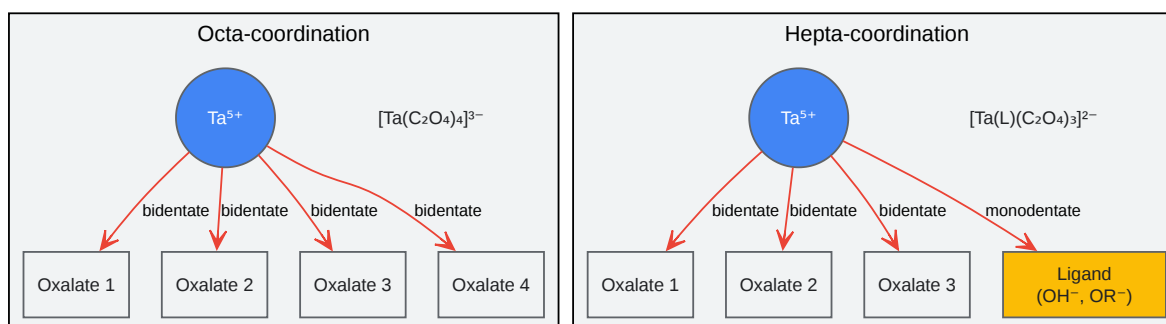 Octa-coordination
Ta⁵⁺
[Ta(C₂O₄)₄]³⁻
bidentate
bidentate
bidentate
bidentate
Oxalate 1
Oxalate 2
Oxalate 3
Oxalate 4
Hepta-coordination
Ta⁵⁺
[Ta(L)(C₂O₄)₃]²⁻
bidentate
bidentate
bidentate
monodentate
Oxalate 1
Oxalate 2
Oxalate 3
Ligand
(OH⁻, OR⁻)